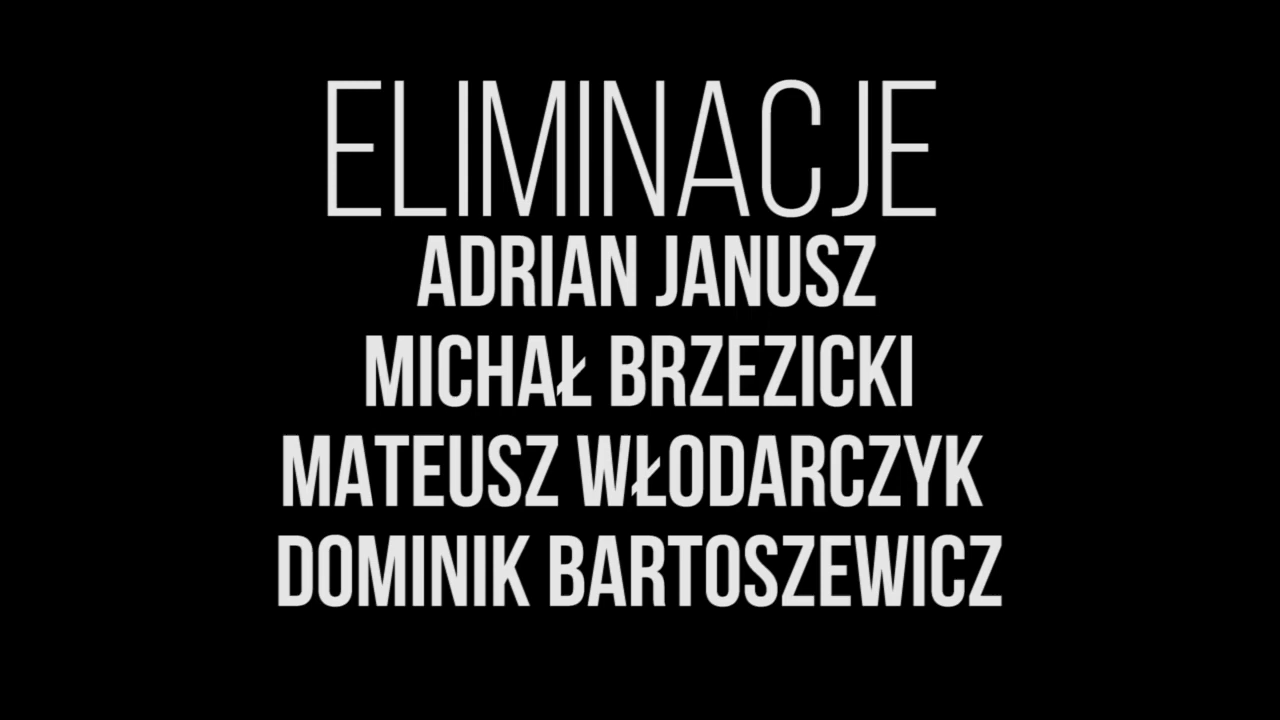 ELIMINACJE
ADRIAN JANUSZ
MICHAŁ BRZEZICKI
MATEUSZ WŁODARCZYK
DOMINIK BARTOSZEWICZ